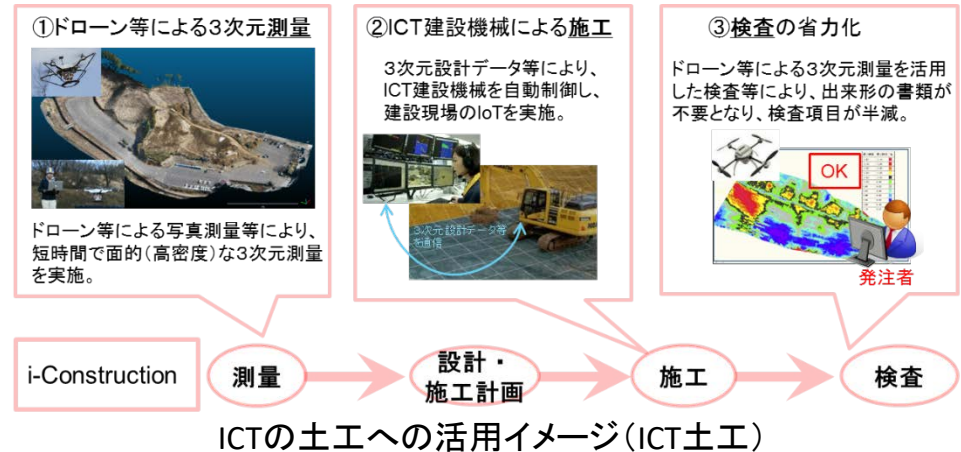 ①ドローン等による3次元測量
ドローン等による写真測量等により、
短時間で面的(高密度)な3次元測量
を実施。
②ICT建設機械による施工
3次元設計データ等により、
ICT建設機械を自動制御し、
建設現場のIoTを実施。
3次元設計データ等
を通信
③検査の省力化
ドローン等による3次元測量を活用
した検査等により、出来形の書類が
不要となり、検査項目が半減。
OK
発注者
i-Construction
測量
設計・
施工計画
施工
検査
ICTの土工への活用イメージ(ICT土工)